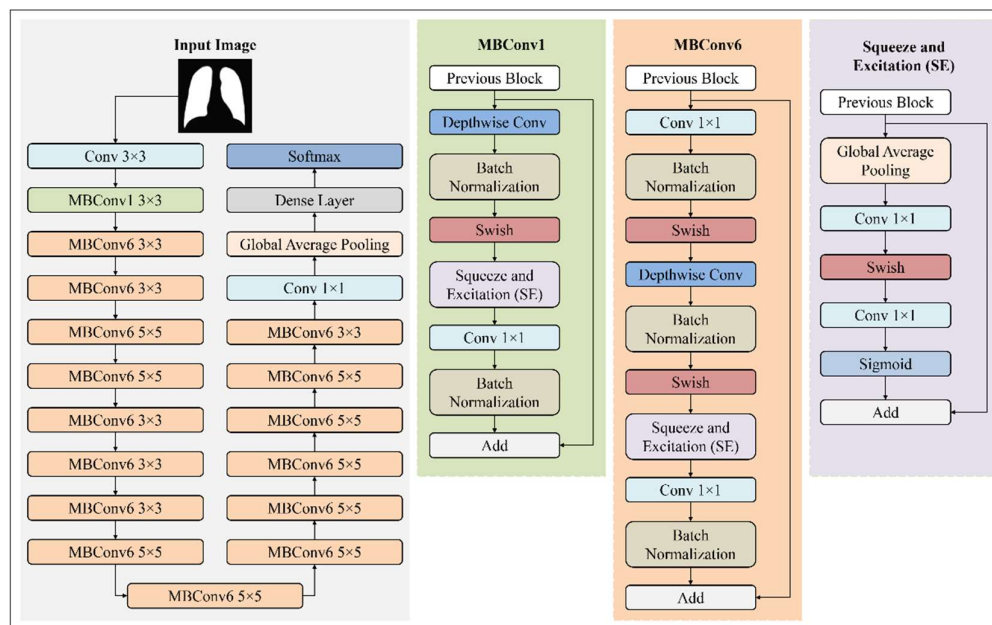 Input Image
Conv 3×3
MBConv1 3×3
MBConv6 3×3
MBConv6 3×3
MBConv6 5×5
MBConv6 5×5
MBConv6 3×3
MBConv6 3×3
MBConv6 3×3
MBConv6 5×5
MBConv6 5×5
Softmax
Dense Layer
Global Average Pooling
Conv 1×1
MBConv6 3×3
MBConv6 5×5
MBConv6 5×5
MBConv6 5×5
MBConv6 5×5
MBConv6 5×5
MBConv1
Previous Block
Depthwise Conv
Batch
Normalization
Swish
Squeeze and
Excitation (SE)
Conv 1×1
Batch
Normalization
Add
MBConv6
Previous Block
Conv 1×1
Batch
Normalization
Swish
Depthwise Conv
Batch
Normalization
Swish
Squeeze and
Excitation (SE)
Conv 1×1
Batch
Normalization
Add
Squeeze and
Excitation (SE)
Previous Block
Global Average
Pooling
Conv 1×1
Swish
Conv 1×1
Sigmoid
Add